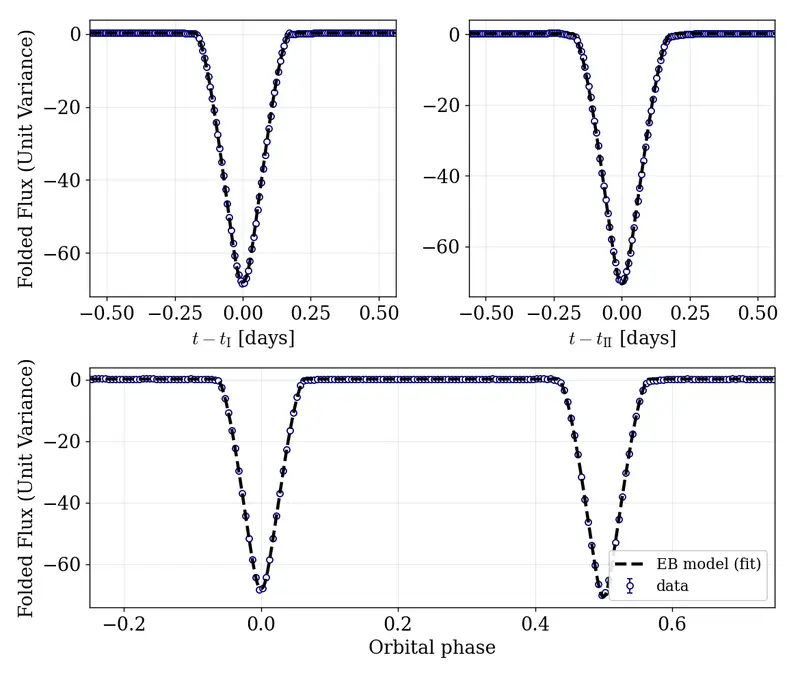 Folded Flux (Unit Variance)
0
−20
−40
−60
−0.50 −0.25 0.00 0.25 0.50
t − tI [days]
0
−20
−40
−60
−0.50 −0.25 0.00 0.25 0.50
t − tII [days]
Folded Flux (Unit Variance)
0
−20
−40
−60
EB model (fit)
data
−0.2 0.0 0.2 0.4 0.6
Orbital phase